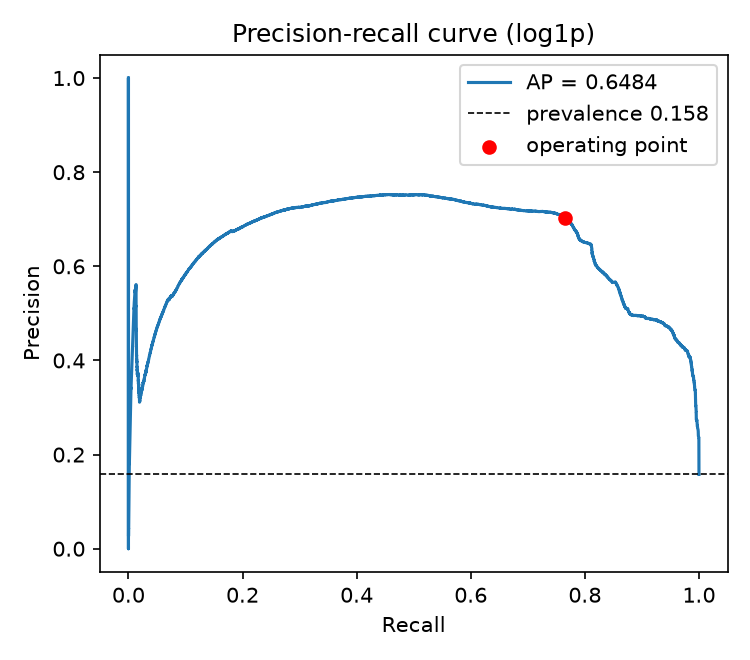 Precision-recall curve (log1p)
AP = 0.6484
prevalence 0.158
operating point
1.0
0.8
0.6
0.4
0.2
0.0
Precision
0.0 0.2 0.4 0.6 0.8 1.0
Recall